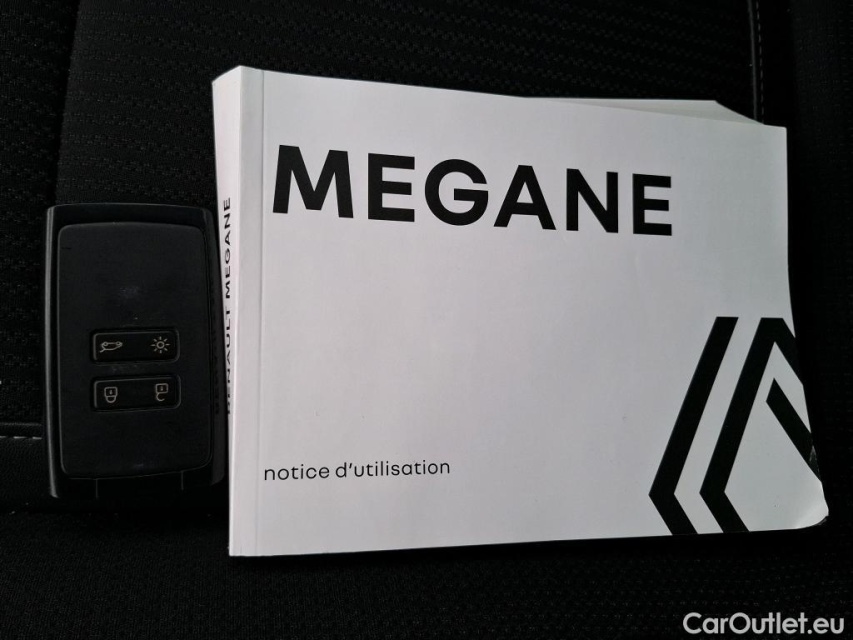 MEGANE
RENAULT MEGANE
notice d'utilisation
CarOutlet.eu